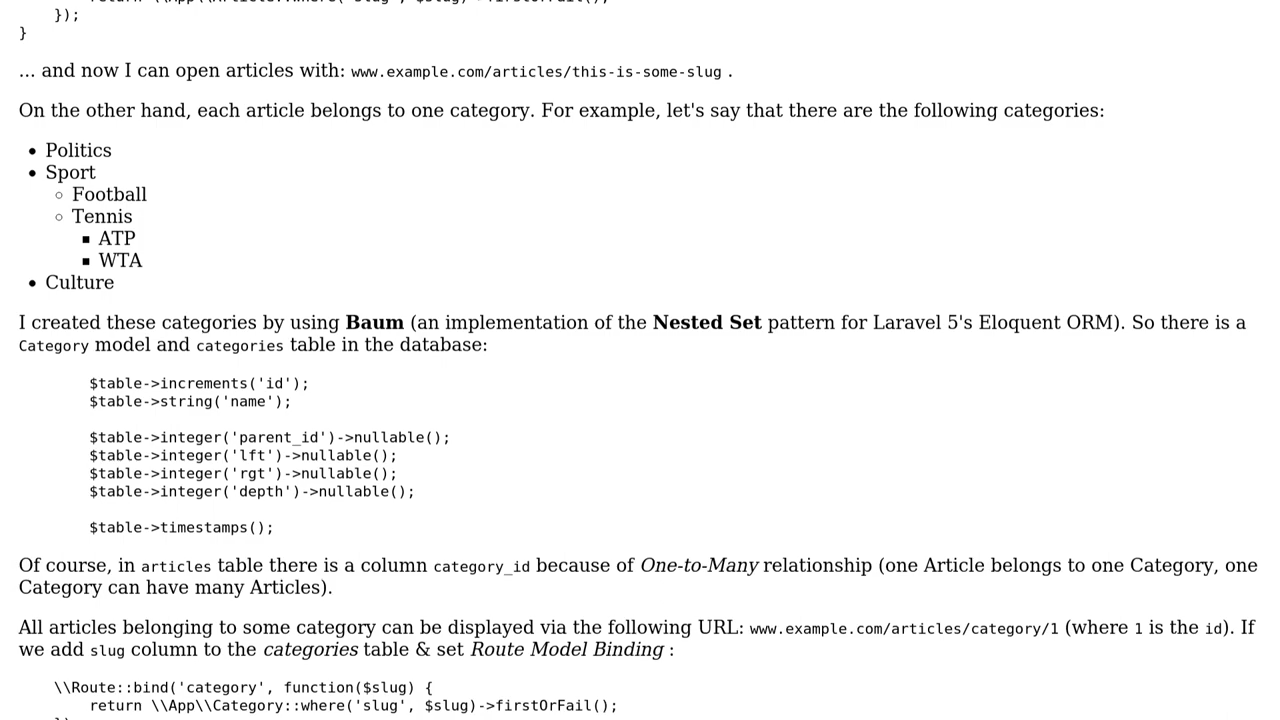 return \\App\\Article::where('slug', $slug)->firstOrFail();
});
}
... and now I can open articles with: www.example.com/articles/this-is-some-slug .
On the other hand, each article belongs to one category. For example, let's say that there are the following categories:
• Politics
• Sport
◦ Football
◦ Tennis
▪ ATP
▪ WTA
• Culture
I created these categories by using Baum (an implementation of the Nested Set pattern for Laravel 5's Eloquent ORM). So there is a
Category model and categories table in the database:
$table->increments('id');
$table->string('name');
$table->integer('parent_id')->nullable();
$table->integer('lft')->nullable();
$table->integer('rgt')->nullable();
$table->integer('depth')->nullable();
$table->timestamps();
Of course, in articles table there is a column category_id because of One-to-Many relationship (one Article belongs to one Category, one
Category can have many Articles).
All articles belonging to some category can be displayed via the following URL: www.example.com/articles/category/1 (where 1 is the id). If
we add slug column to the categories table & set Route Model Binding :
\\Route::bind('category', function($slug) {
return \\App\\Category::where('slug', $slug)->firstOrFail();